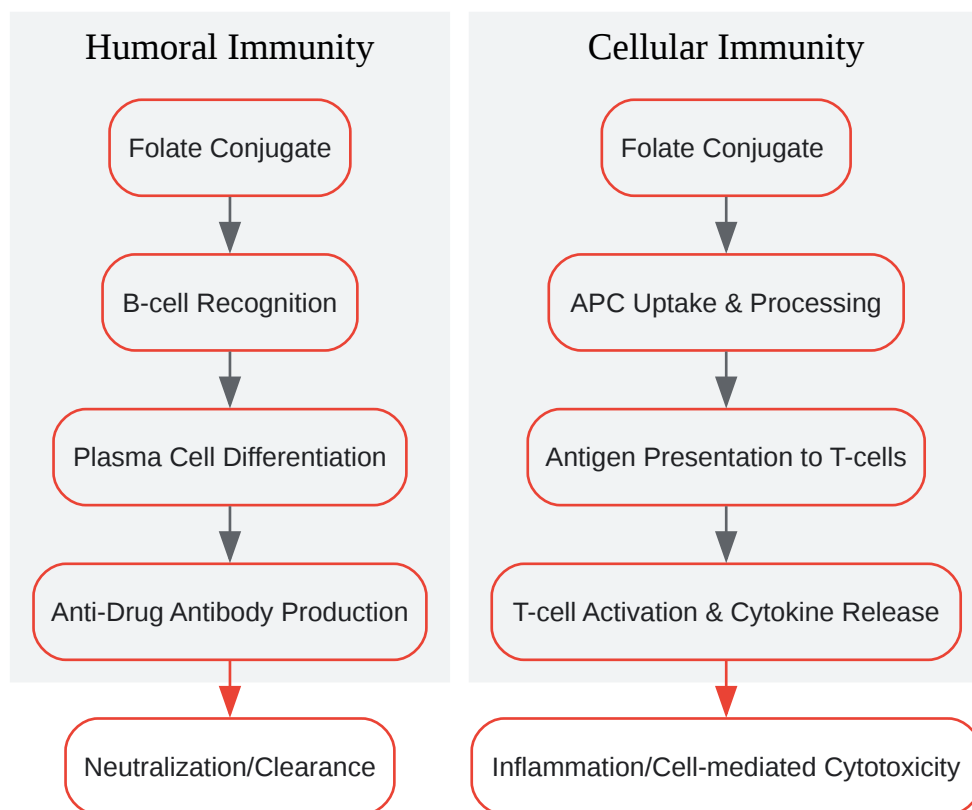 Humoral Immunity
Folate Conjugate
B-cell Recognition
Plasma Cell Differentiation
Anti-Drug Antibody Production
Neutralization/Clearance
Cellular Immunity
Folate Conjugate
APC Uptake & Processing
Antigen Presentation to T-cells
T-cell Activation & Cytokine Release
Inflammation/Cell-mediated Cytotoxicity